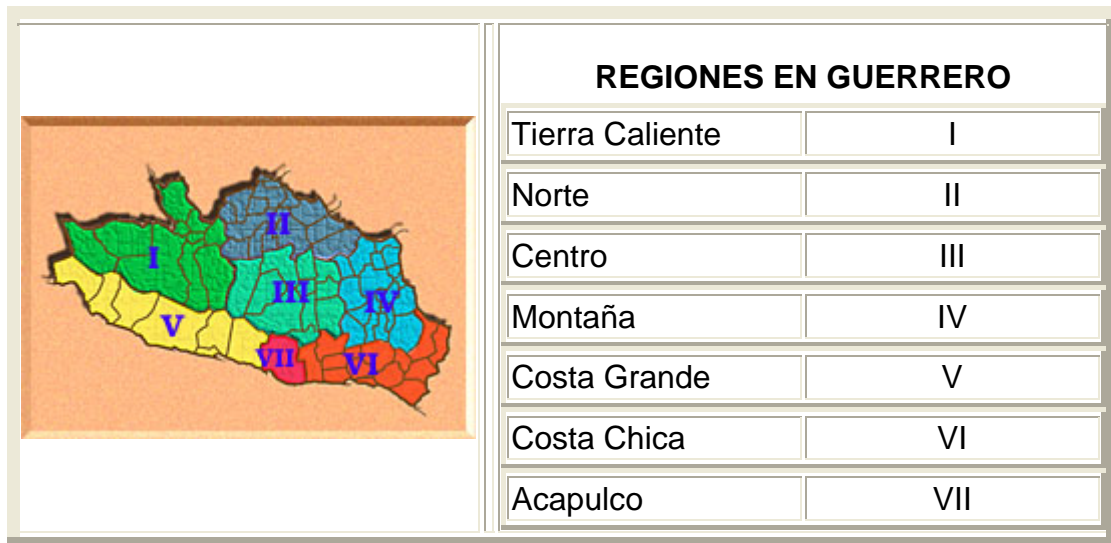 REGIONES EN GUERRERO
Tierra Caliente I
Norte II
Centro III
Montaña IV
Costa Grande V
Costa Chica VI
Acapulco VII
I
II
III
IV
V
VII
VI